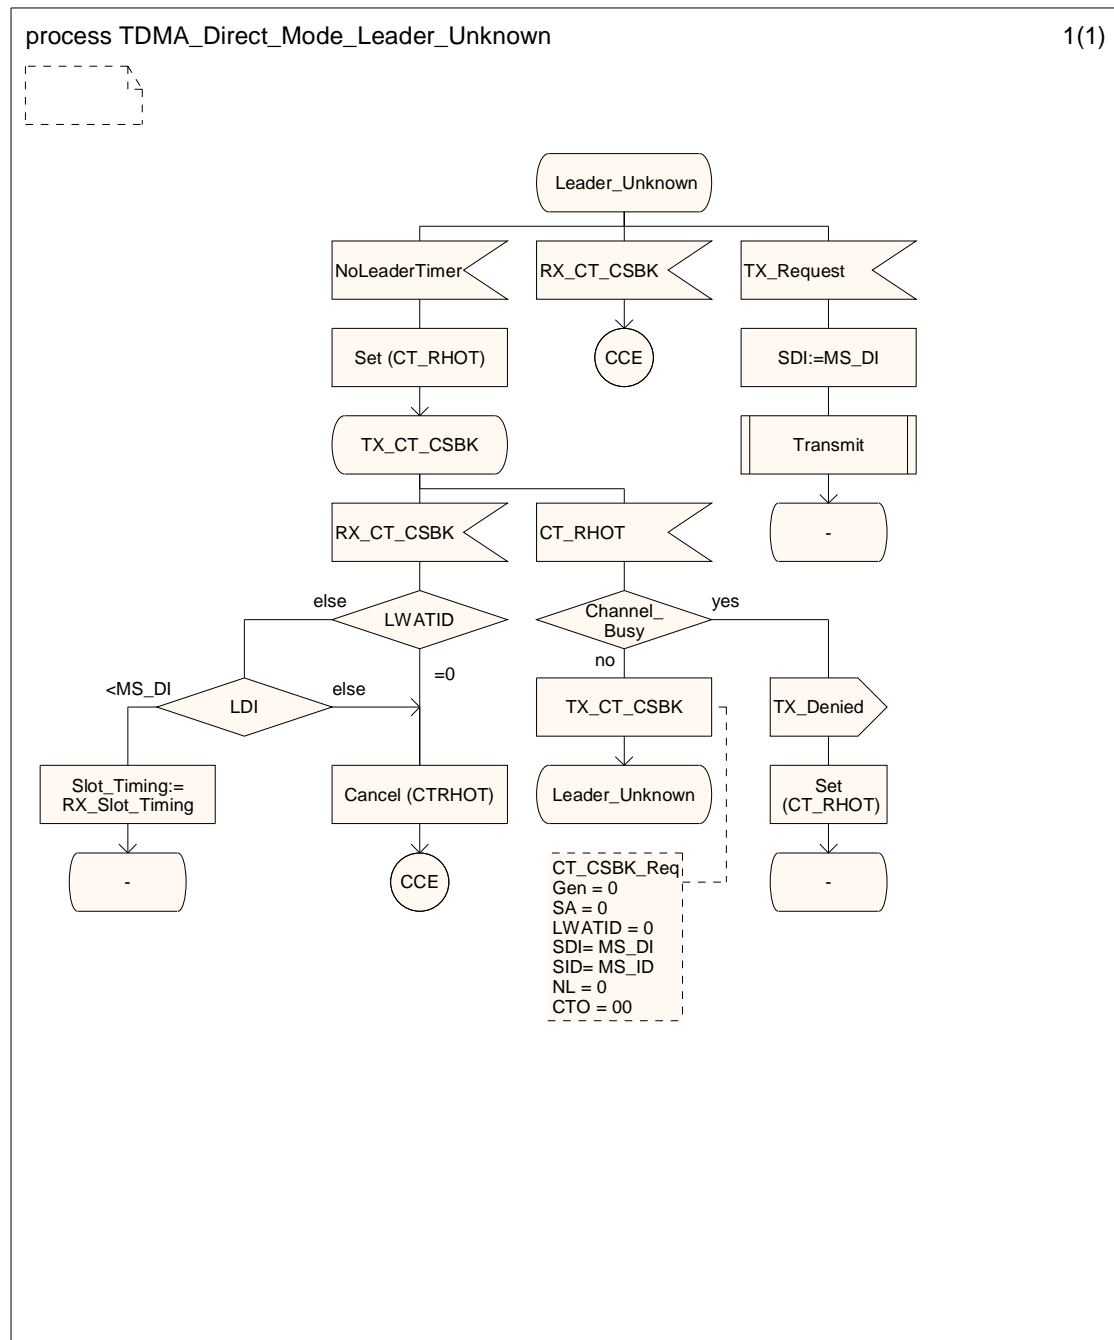 process TDMA_Direct_Mode_Leader_Unknown
1(1)
Leader_Unknown
NoLeaderTimer
RX_CT_CSBK
TX_Request
Set (CT_RHOT)
CCE
SDI:=MS_DI
TX_CT_CSBK
Transmit
RX_CT_CSBK
CT_RHOT
-
else
LWATID
Channel_
Busy
yes
=0
no
<MS_DI
LDI
else
TX_CT_CSBK
TX_Denied
Slot_Timing:=
RX_Slot_Timing
Cancel (CTRHOT)
Leader_Unknown
Set
(CT_RHOT)
-
CCE
-
CT_CSBK_Req
Gen = 0
SA = 0
LWATID = 0
SDI= MS_DI
SID= MS_ID
NL = 0
CTO = 00